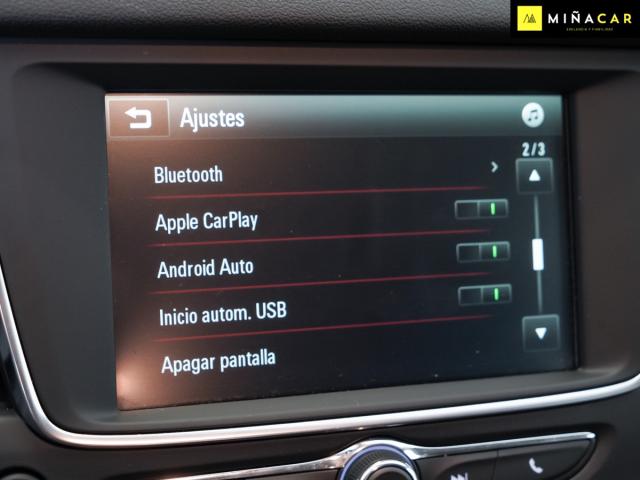 MIÑACAR
Ajustes
2/3
Bluetooth
Apple CarPlay
Android Auto
Inicio autom. USB
Apagar pantalla